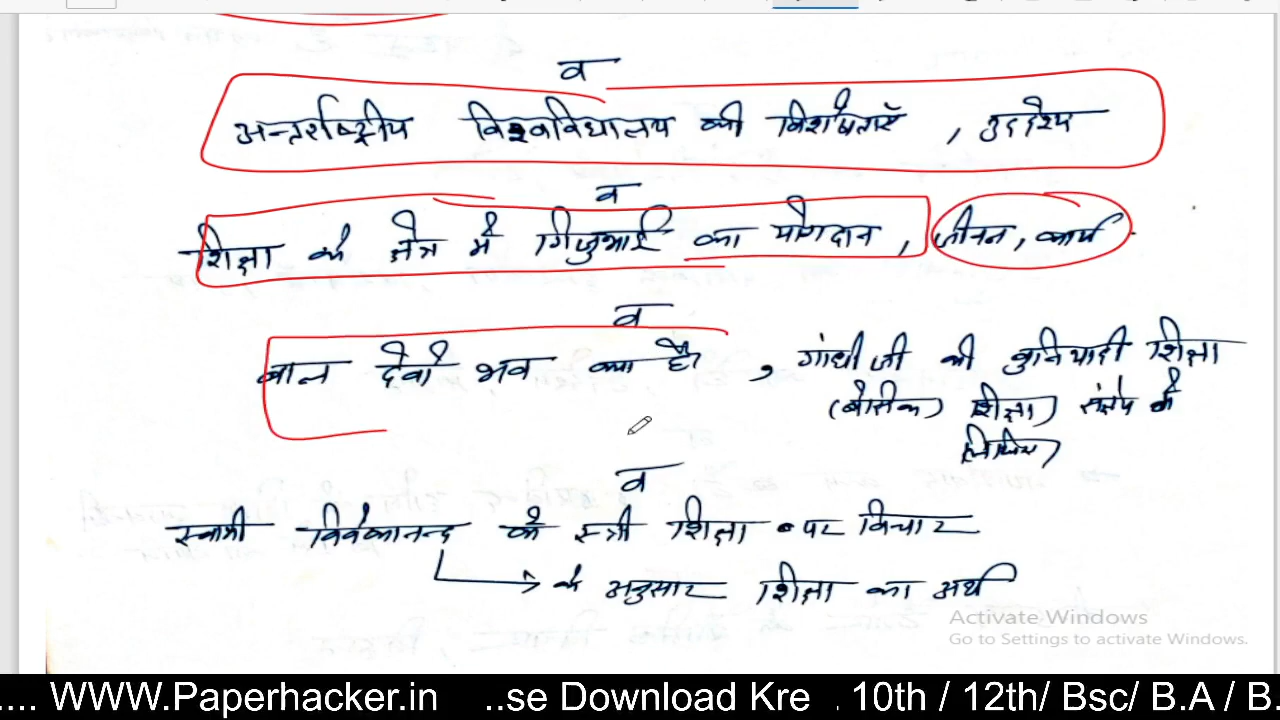 व
अन्तर्राष्ट्रीय विश्वविद्यालय की विशेषताएँ , उद्देश्य
व
शिक्षा के क्षेत्र में गिजुभाई का योगदान , जीवन, कार्य
व
बाल देवो भव क्या है , गांधी जी की बुनियादी शिक्षा
(बेसिक) शिक्षा) संक्षेप के
लिखिए)
व
स्वामी विवेकानन्द के स्त्री शिक्षा पर विचार
के अनुसार शिक्षा का अर्थ
Activate Windows
Go to Settings to activate Windows.
.... WWW.Paperhacker.in ..se Download Kre . 10th / 12th/ Bsc/ B.A / B.